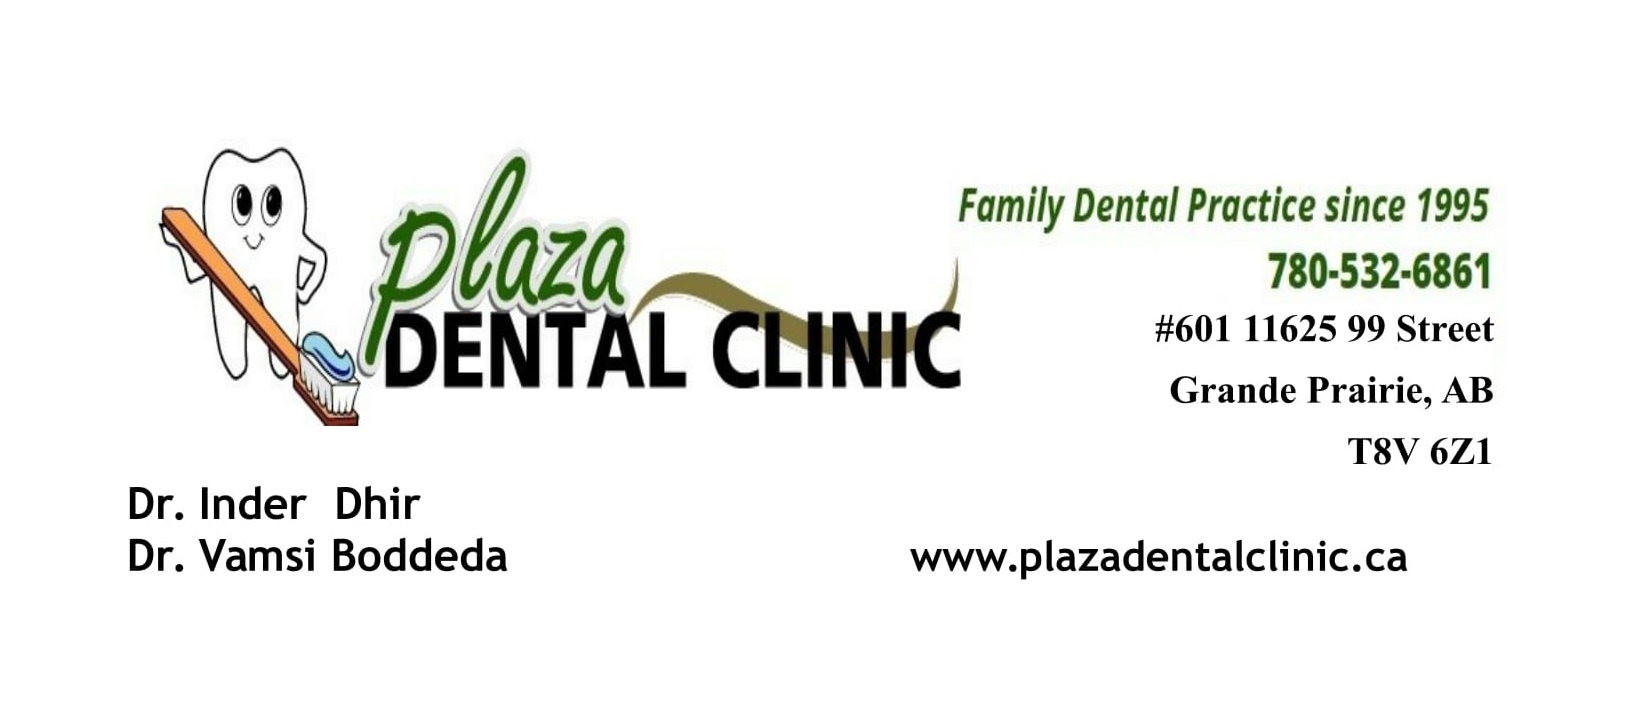 plaza
DENTAL CLINIC
Family Dental Practice since 1995
780-532-6861
#601 11625 99 Street
Grande Prairie, AB
T8V 6Z1
Dr. Inder  Dhir
Dr. Vamsi Boddeda
www.plazadentalclinic.ca